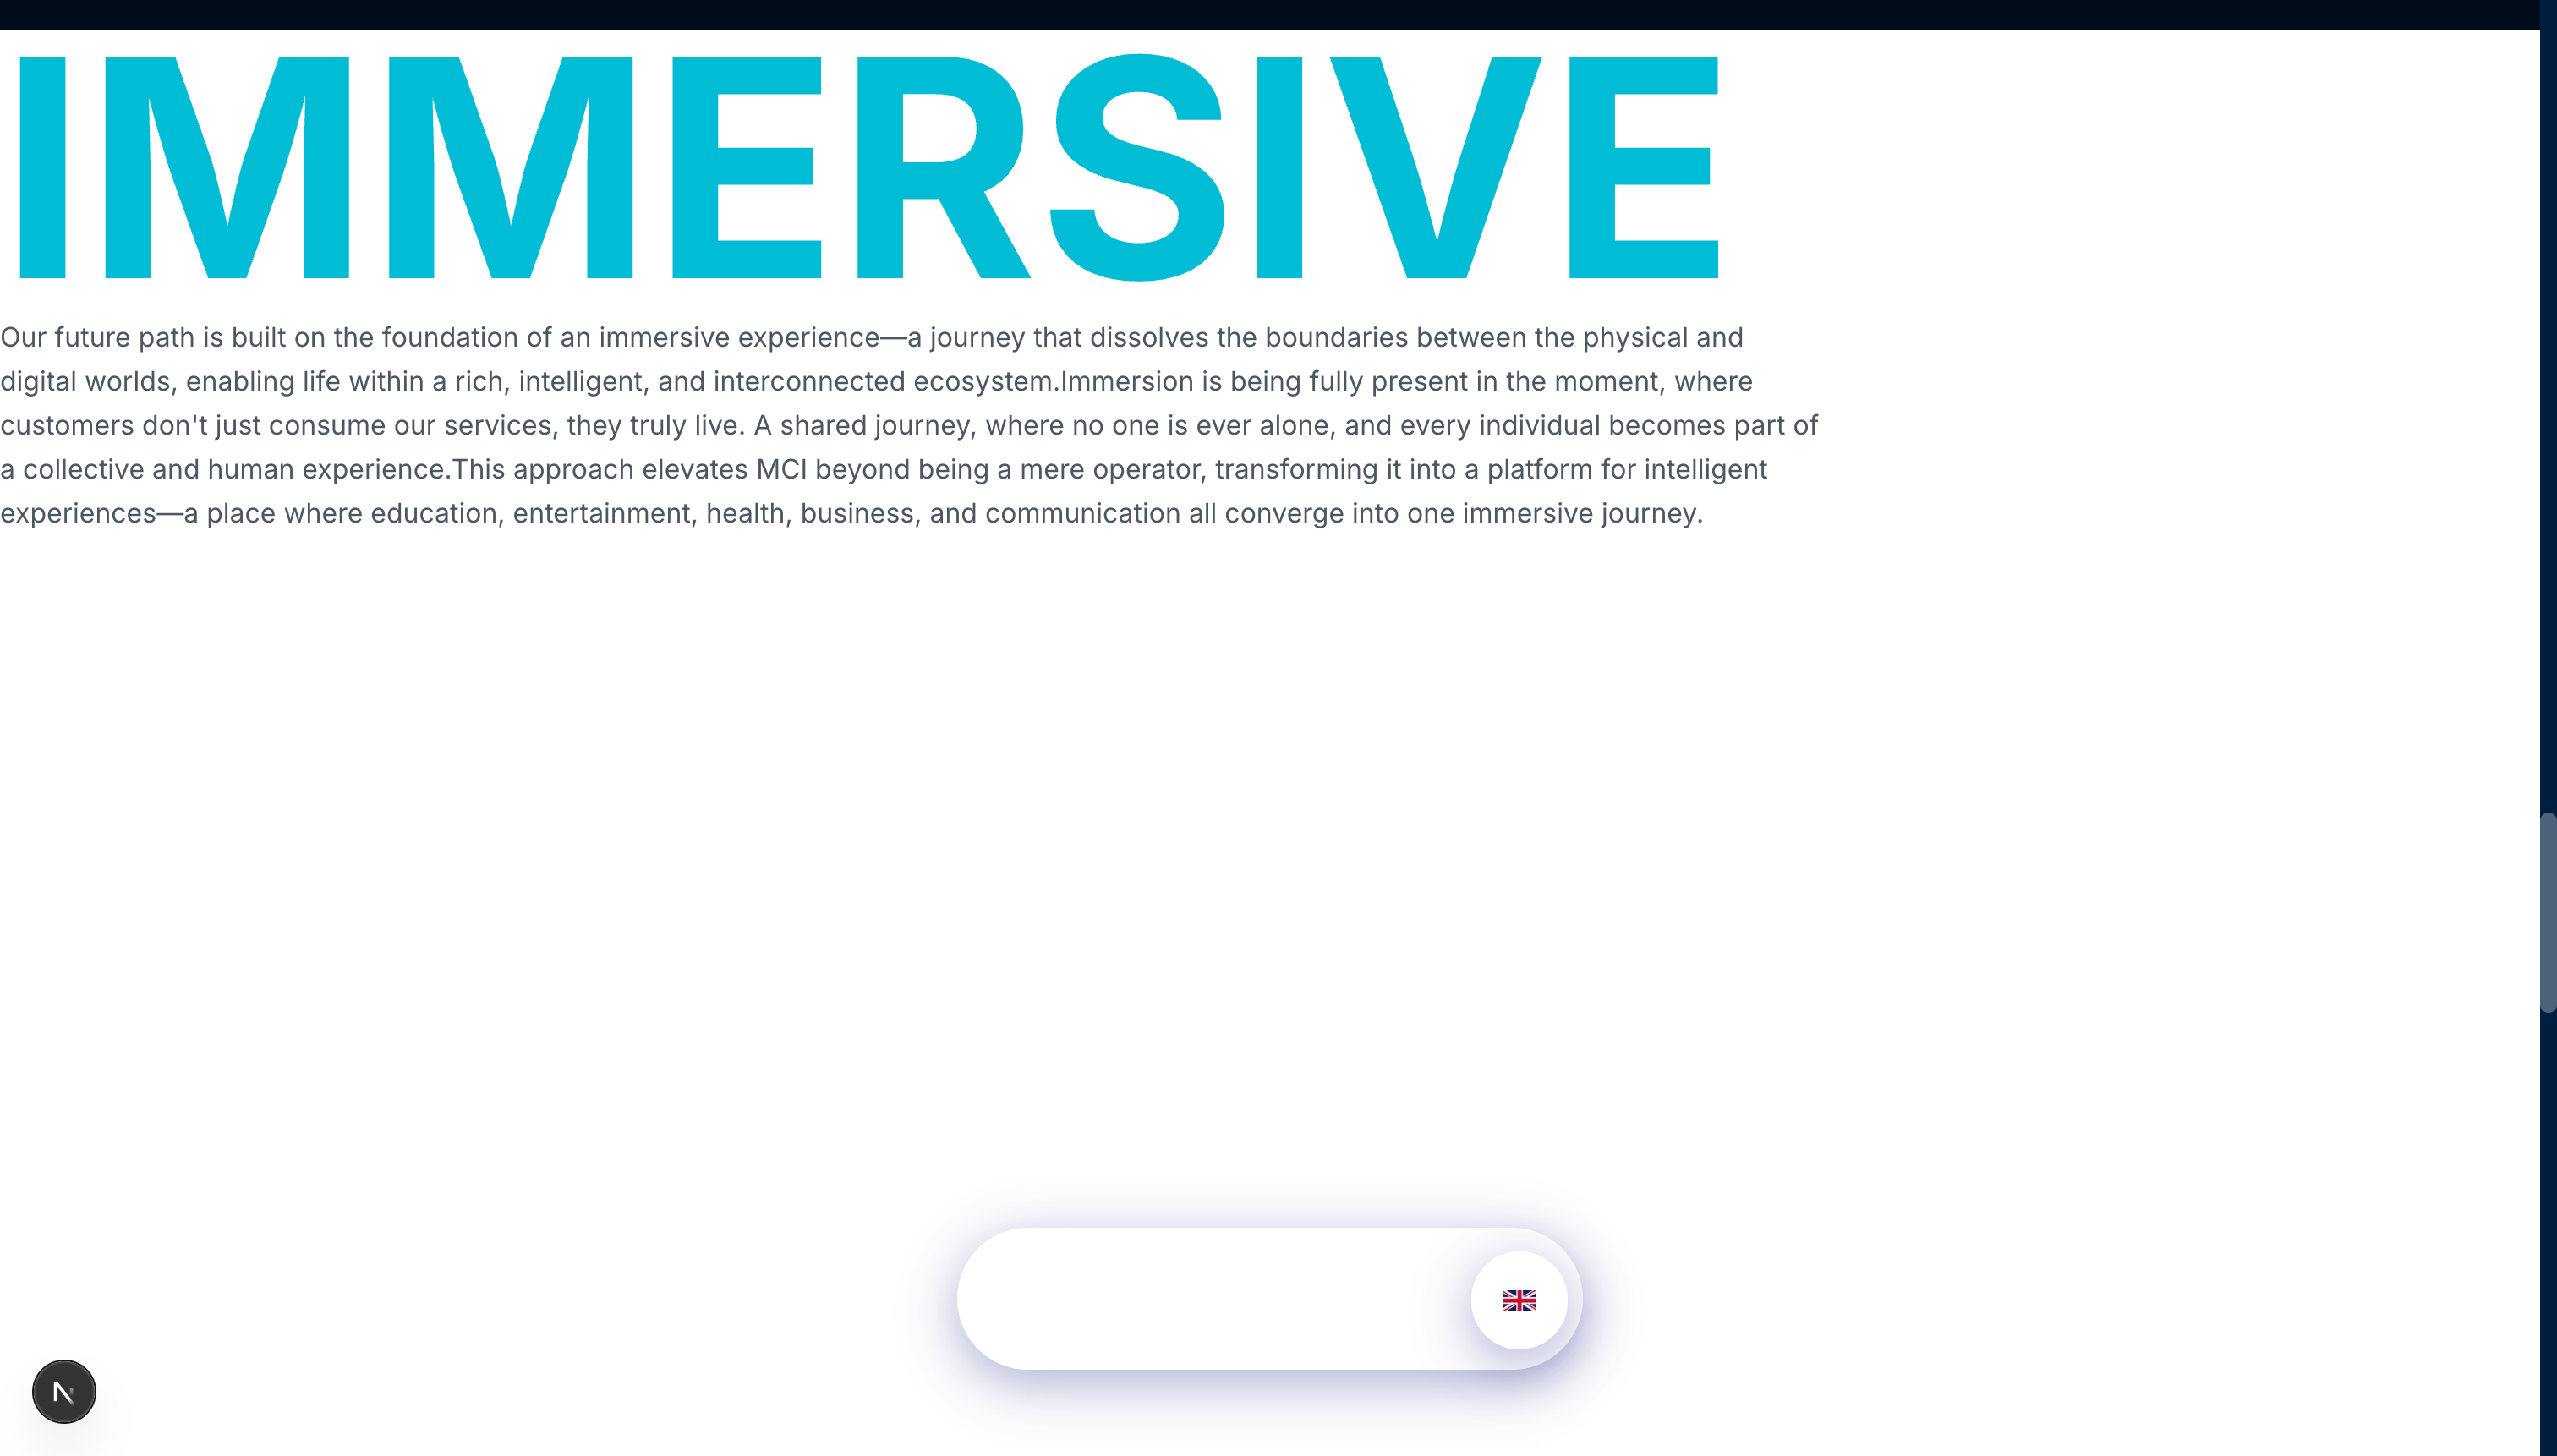 IMMERSIVE
Our future path is built on the foundation of an immersive experience—a journey that dissolves the boundaries between the physical and
digital worlds, enabling life within a rich, intelligent, and interconnected ecosystem.Immersion is being fully present in the moment, where
customers don't just consume our services, they truly live. A shared journey, where no one is ever alone, and every individual becomes part of
a collective and human experience.This approach elevates MCI beyond being a mere operator, transforming it into a platform for intelligent
experiences—a place where education, entertainment, health, business, and communication all converge into one immersive journey.
N